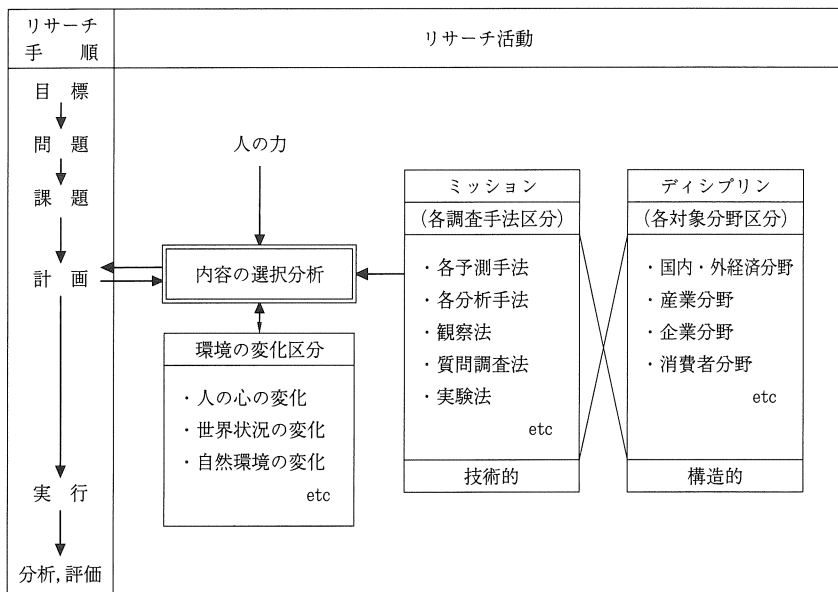 リサーチ
手　順
リサーチ活動
目　標
問　題
課　題
計　画
実　行
分析,評価
人の力
内容の選択分析
環境の変化区分
・人の心の変化
・世界状況の変化
・自然環境の変化
etc
ミッション
(各調査手法区分)
・各予測手法
・各分析手法
・観察法
・質問調査法
・実験法
etc
技術的
ディシプリン
(各対象分野区分)
・国内・外経済分野
・産業分野
・企業分野
・消費者分野
etc
構造的